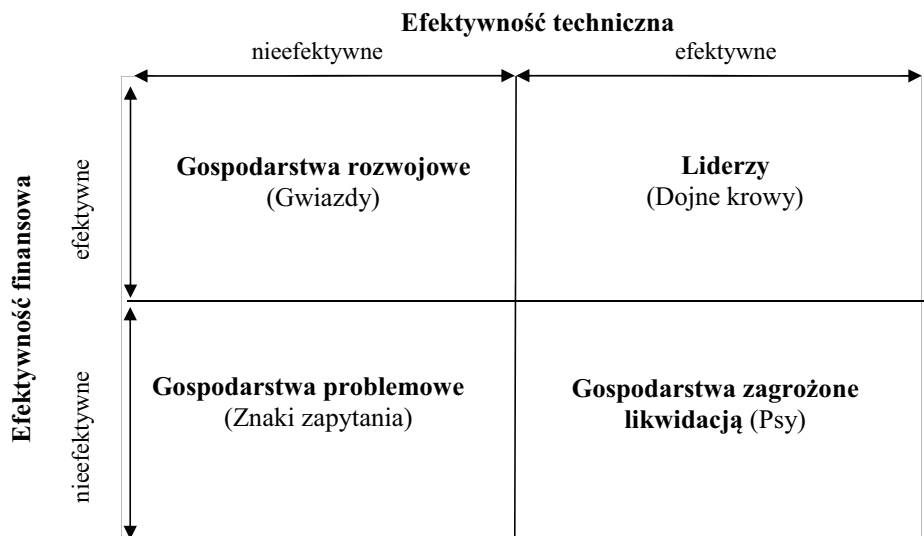 Efektywność techniczna
nieefektywne
efektywne
Efektywność finansowa
efektywne
Gospodarstwa rozwojowe
(Gwiazdy)
Liderzy
(Dojne krowy)
nieefektywne
Gospodarstwa problemowe
(Znaki zapytania)
Gospodarstwa zagrożone
likwidacją (Psy)